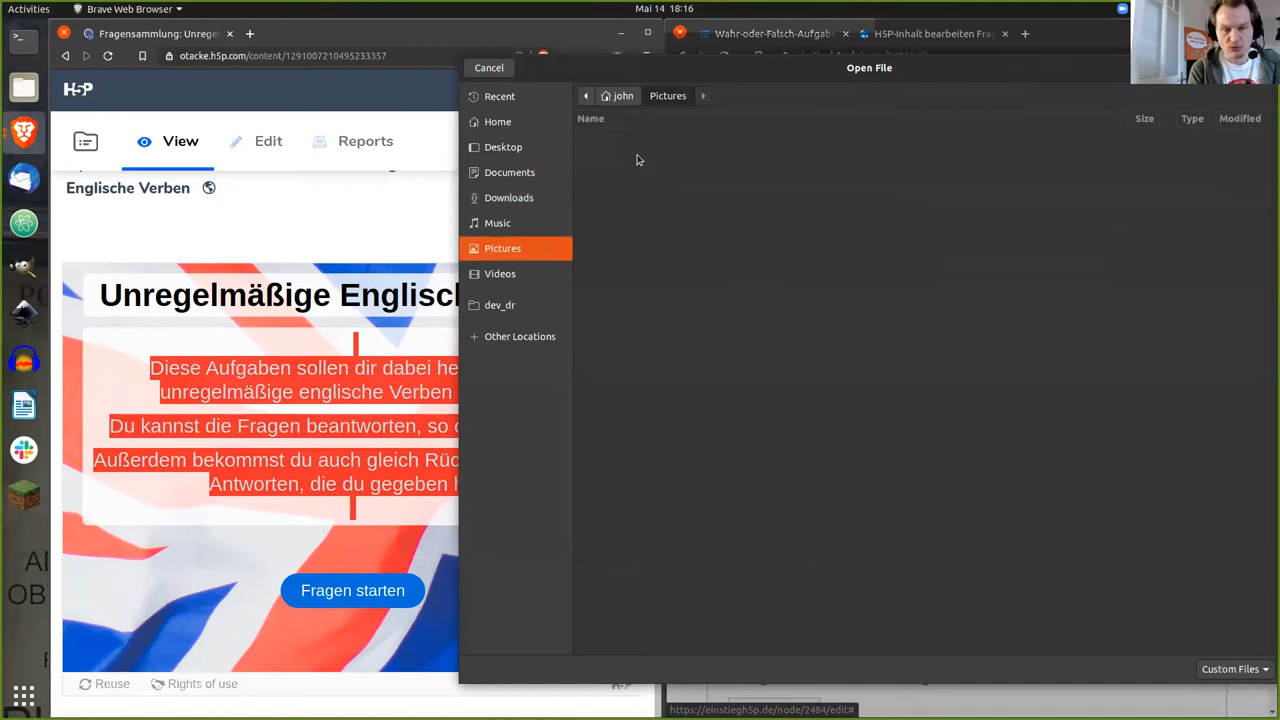 Activities
Brave Web Browser
Mai 14 18:16
Fragensammlung: Unrege
Wahr-oder-Falsch-Aufgabe
H5P-Inhalt bearbeiten Frag
otacke.h5p.com/content/1291007210495233357
Cancel
Open File
H5P
Recent
john
Pictures
Home
Name
Size
Type
Modified
View
Edit
Reports
Desktop
Documents
Englische Verben
Downloads
Music
Pictures
Videos
Unregelmäßige Englisc
dev_dr
Other Locations
Diese Aufgaben sollen dir dabei he
unregelmäßige englische Verben
Du kannst die Fragen beantworten, so
Außerdem bekommst du auch gleich Rüc
Antworten, die du gegeben
Fragen starten
Custom Files
Reuse
Rights of use
https://einstiegh5p.de/node/2484/edit#